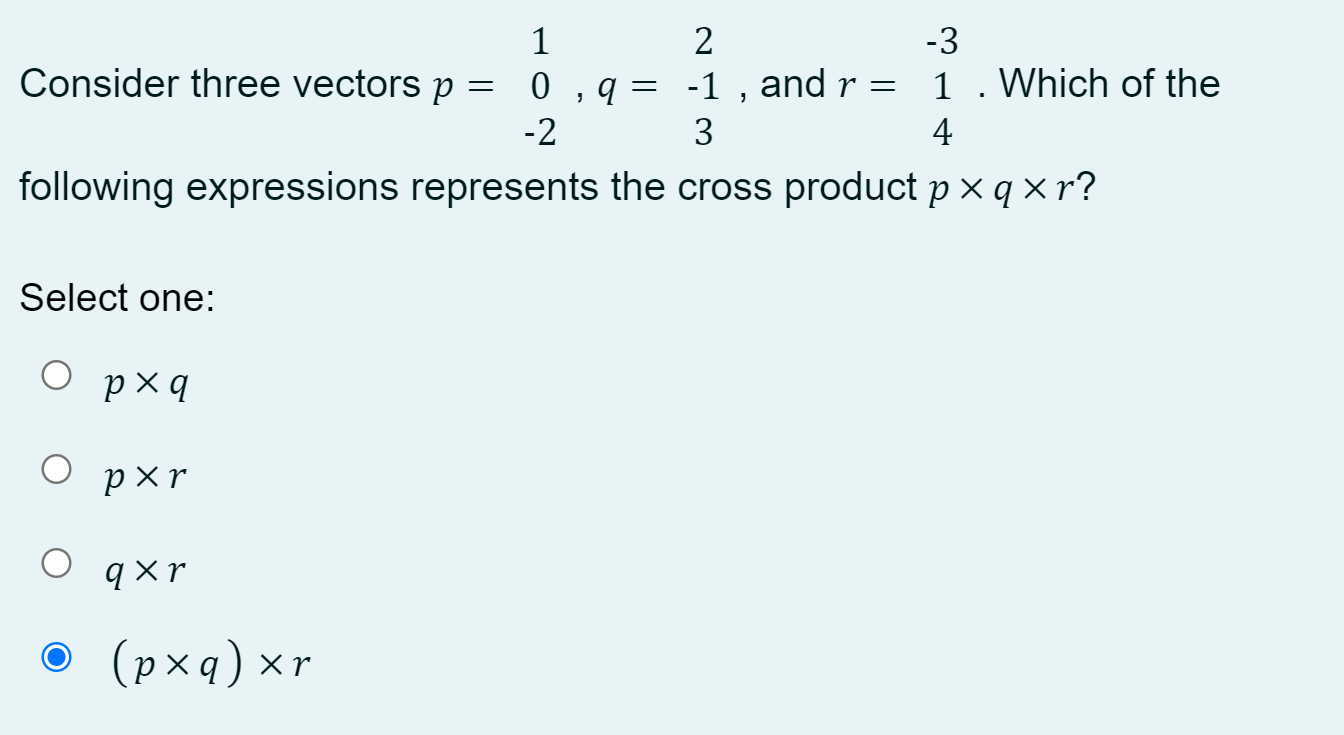 1 2 -3
Consider three vectors p = 0 , q = -1 , and r = 1 . Which of the
-2 3 4
following expressions represents the cross product p × q × r?
Select one:
p × q
p × r
q × r
(p × q) × r